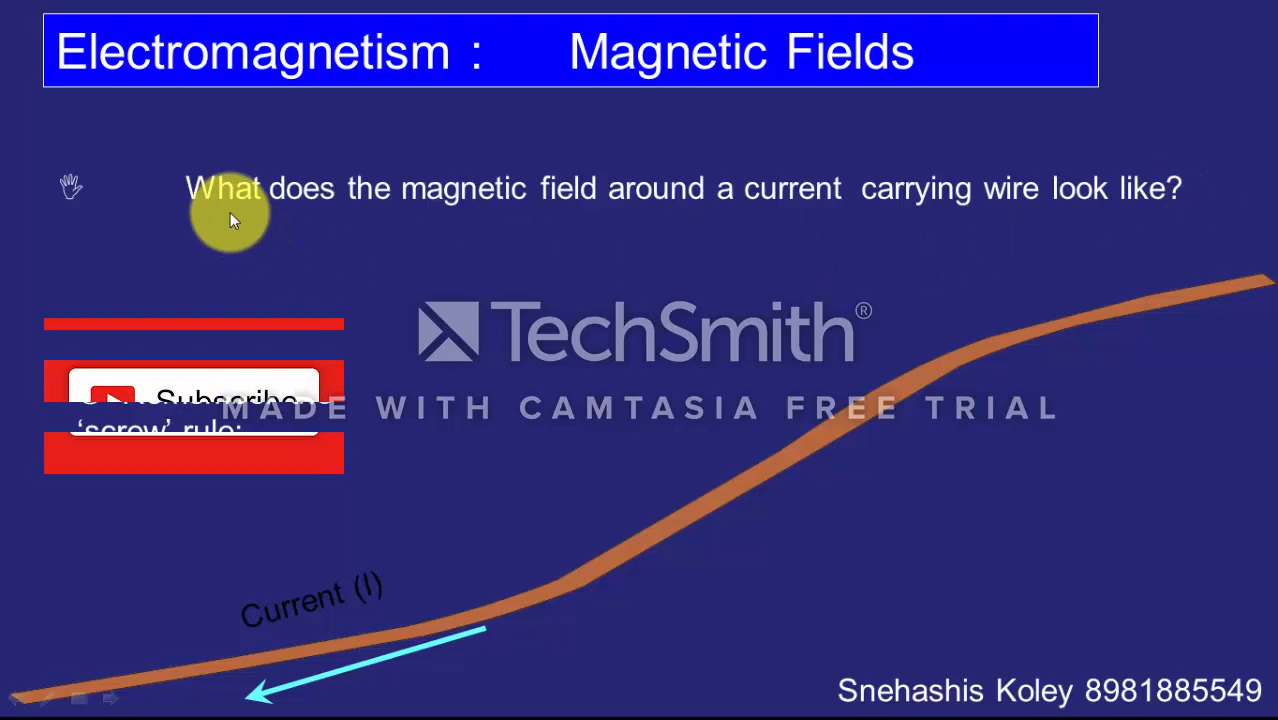 Electromagnetism : Magnetic Fields
What does the magnetic field around a current carrying wire look like?
TechSmith®
MADE WITH CAMTASIA FREE TRIAL
Subscribe
‘screw’ rule:
Current (I)
Snehashis Koley 8981885549